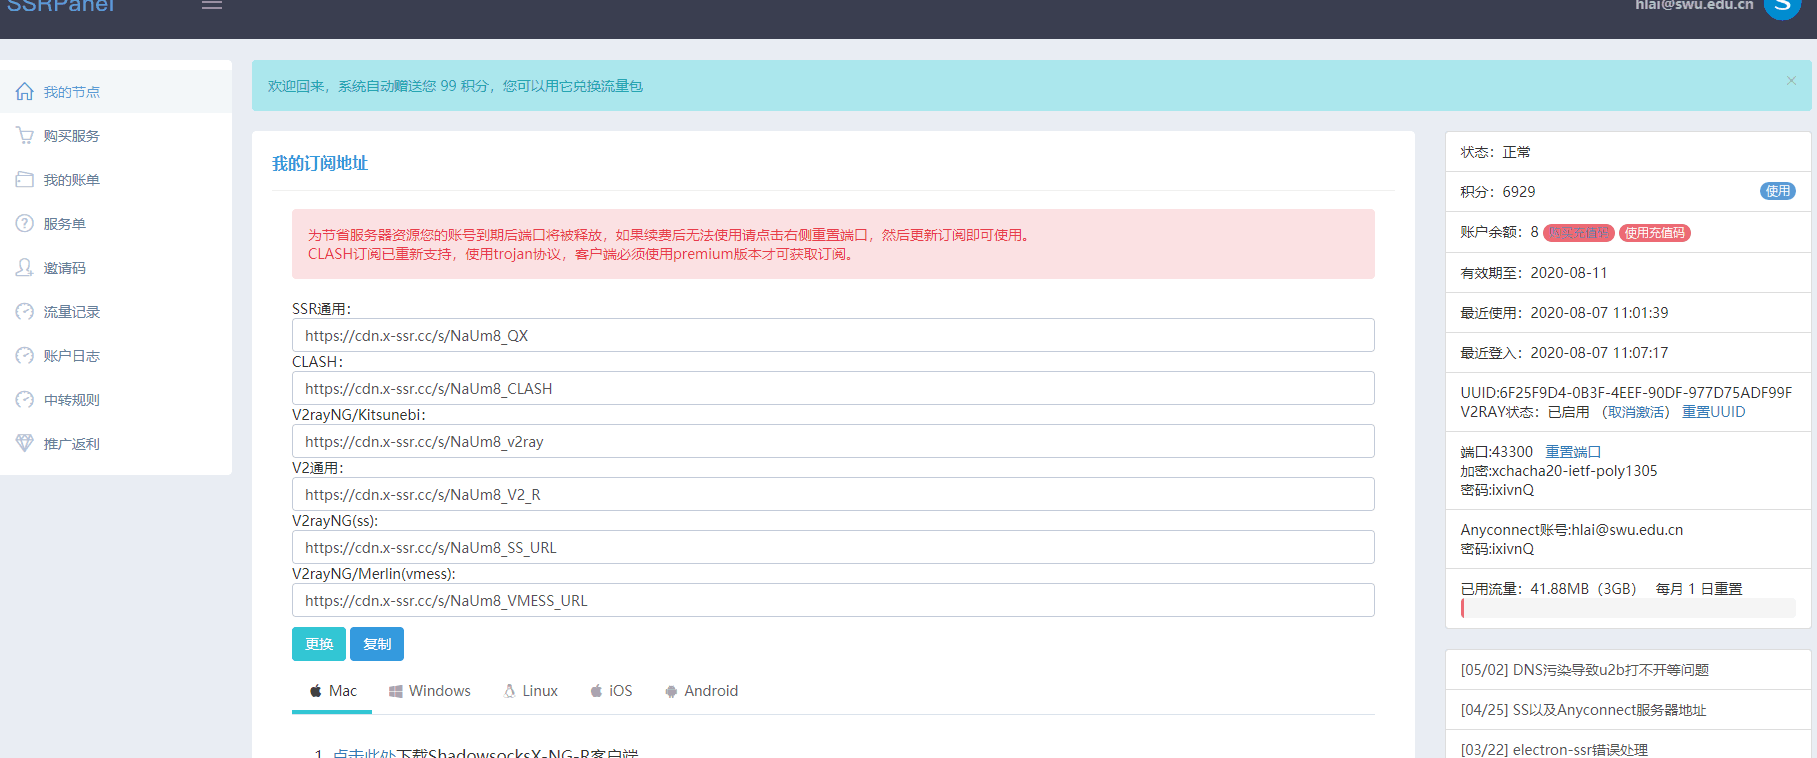 SSRPanel
hlai@swu.edu.cn
S
我的节点
购买服务
我的账单
服务单
邀请码
流量记录
账户日志
中转规则
推广返利
欢迎回来，系统自动赠送您 99 积分，您可以用它兑换流量包
×
我的订阅地址
为节省服务器资源您的账号到期后端口将被释放，如果续费后无法使用请点击右侧重置端口，然后更新订阅即可使用。
CLASH订阅已重新支持，使用trojan协议，客户端必须使用premium版本才可获取订阅。
SSR通用：
https://cdn.x-ssr.cc/s/NaUm8_QX
CLASH：
https://cdn.x-ssr.cc/s/NaUm8_CLASH
V2rayNG/Kitsunebi：
https://cdn.x-ssr.cc/s/NaUm8_v2ray
V2通用：
https://cdn.x-ssr.cc/s/NaUm8_V2_R
V2rayNG(ss):
https://cdn.x-ssr.cc/s/NaUm8_SS_URL
V2rayNG/Merlin(vmess):
https://cdn.x-ssr.cc/s/NaUm8_VMESS_URL
更换 复制
Mac Windows Linux iOS Android
1. 点击此处下载ShadowsocksX-NG-R客户端
状态：正常
积分：6929 使用
账户余额：8 购买充值码 使用充值码
有效期至：2020-08-11
最近使用：2020-08-07 11:01:39
最近登入：2020-08-07 11:07:17
UUID:6F25F9D4-0B3F-4EEF-90DF-977D75ADF99F
V2RAY状态：已启用 （取消激活） 重置UUID
端口:43300 重置端口
加密:xchacha20-ietf-poly1305
密码:ixivnQ
Anyconnect账号:hlai@swu.edu.cn
密码:ixivnQ
已用流量：41.88MB（3GB） 每月 1 日重置
[05/02] DNS污染导致u2b打不开等问题
[04/25] SS以及Anyconnect服务器地址
[03/22] electron-ssr错误处理